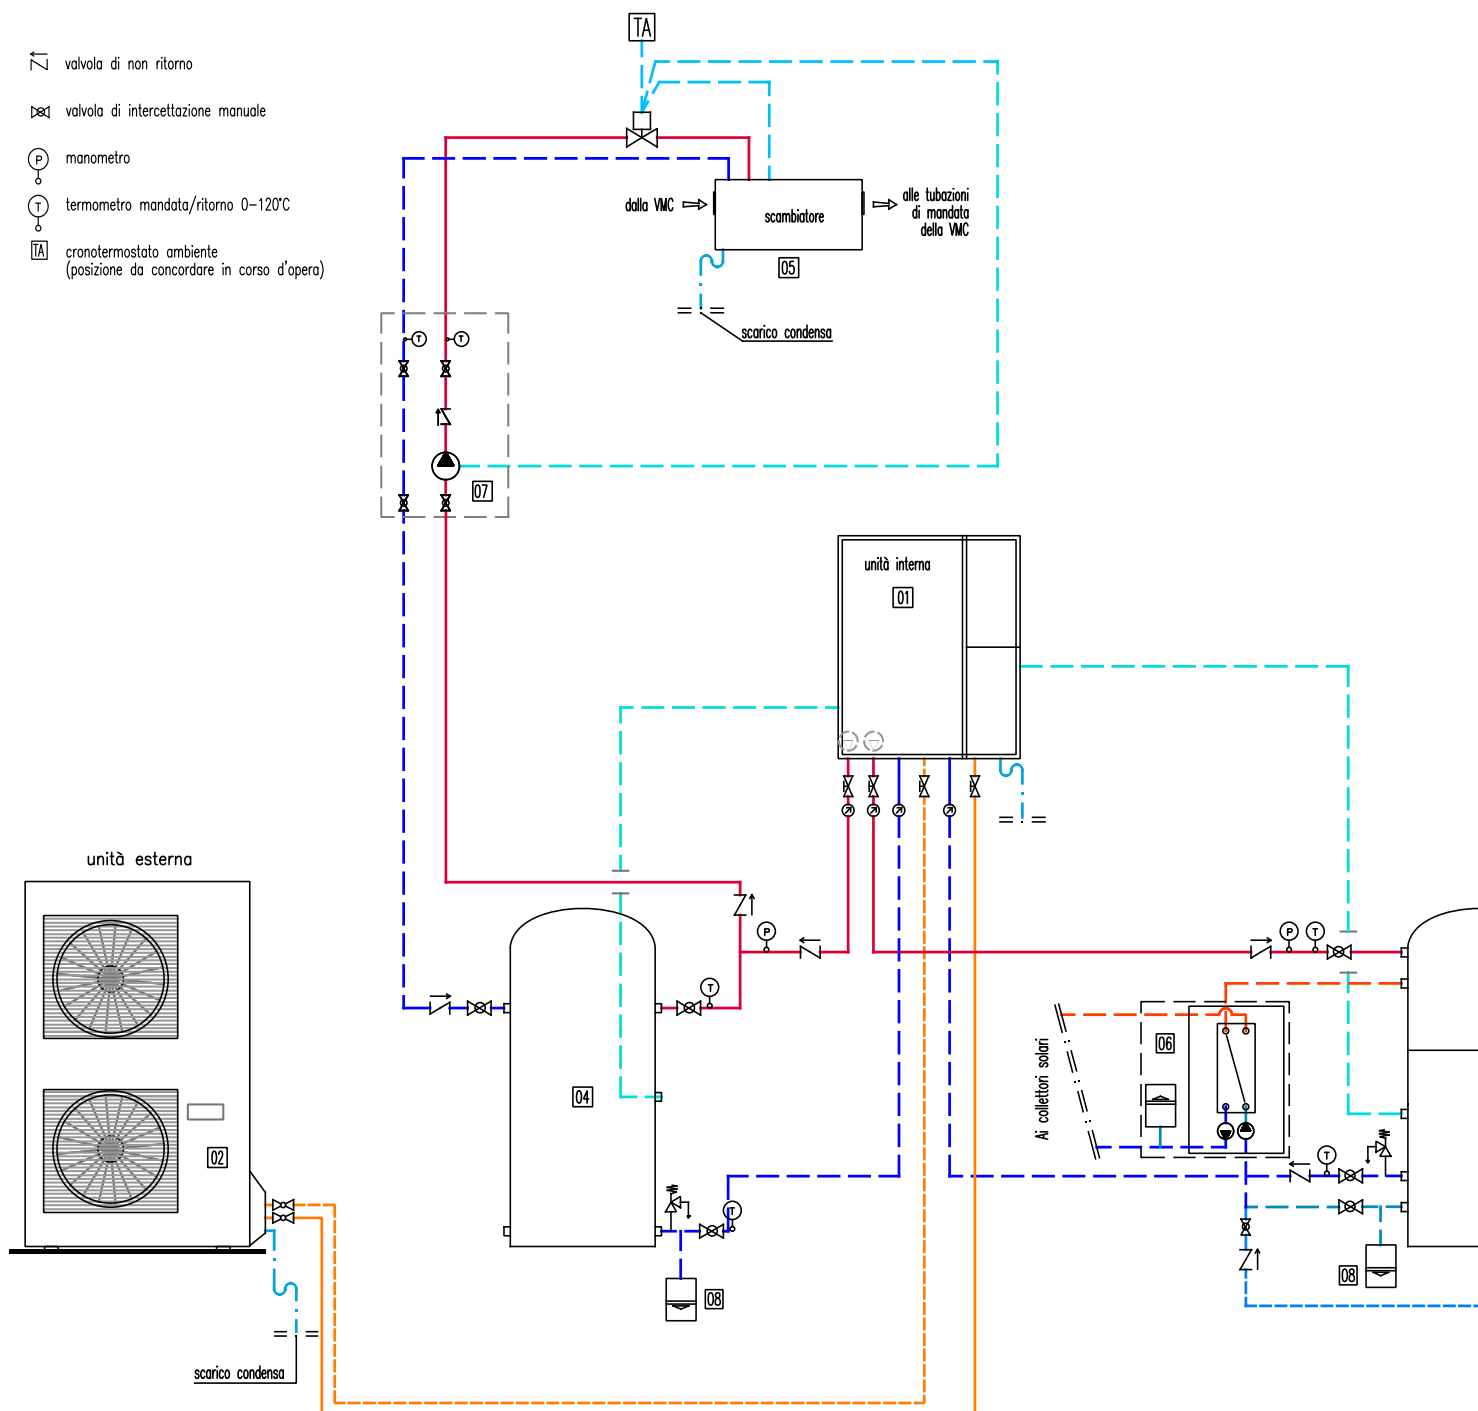 TA
valvola di non ritorno
valvola di intercettazione manuale
P
manometro
T
termometro mandata/ritorno 0-120°C
TA
cronotermostato ambiente
(posizione da concordare in corso d'opera)
dalla VMC
scambiatore
alle tubazioni
di mandata
della VMC
05
scarico condensa
T
T
07
unità interna
01
unità esterna
02
scarico condensa
P
T
04
T
08
P
T
Ai collettori solari
06
T
08